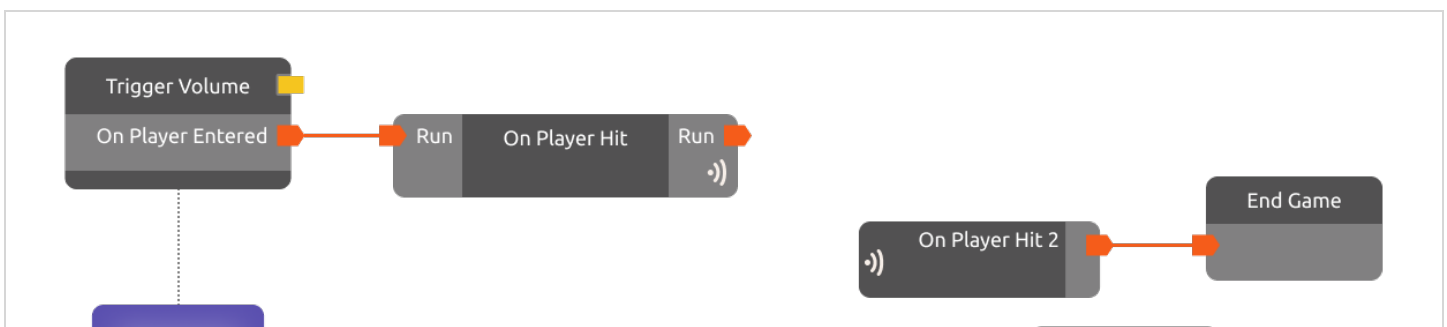 Trigger Volume
On Player Entered
Run
On Player Hit
Run
On Player Hit 2
End Game